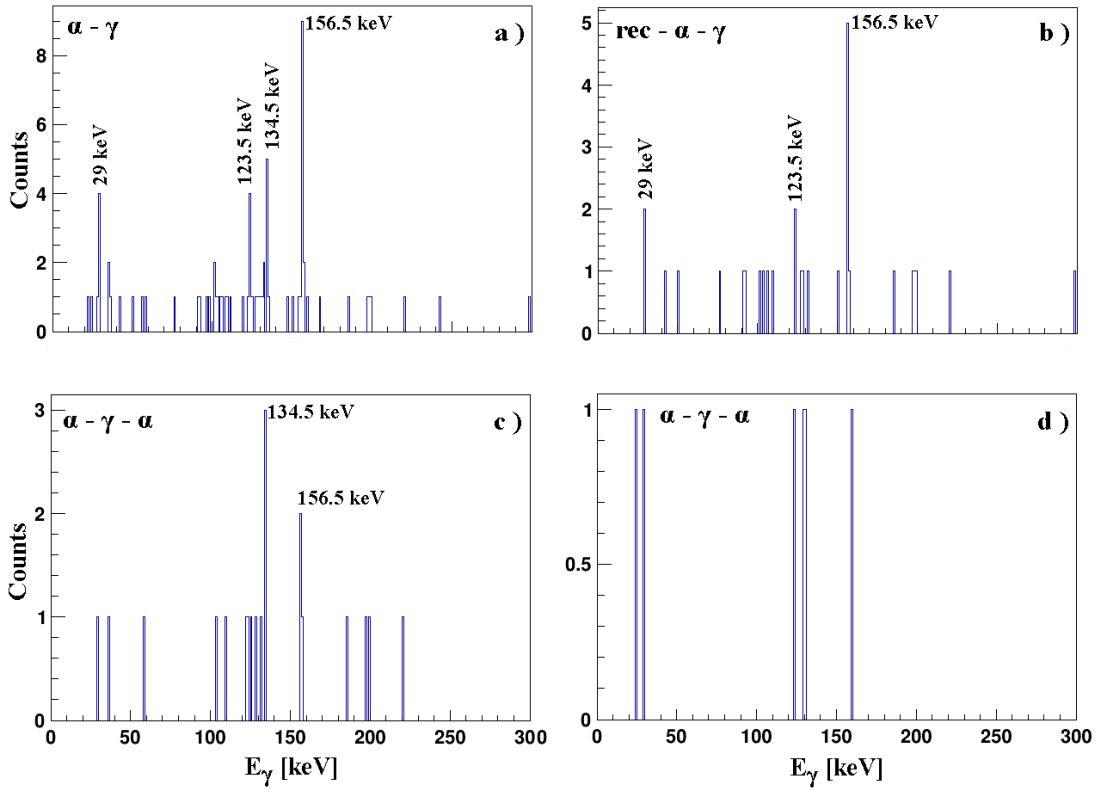 α - γ
a )
156.5 keV
134.5 keV
123.5 keV
29 keV
Counts
8
6
4
2
0
rec - α - γ
b )
156.5 keV
123.5 keV
29 keV
5
4
3
2
1
0
α - γ - α
c )
134.5 keV
156.5 keV
Counts
3
2
1
0
0 50 100 150 200 250 300
Eγ [keV]
α - γ - α
d )
1
0.5
0
0 50 100 150 200 250 300
Eγ [keV]